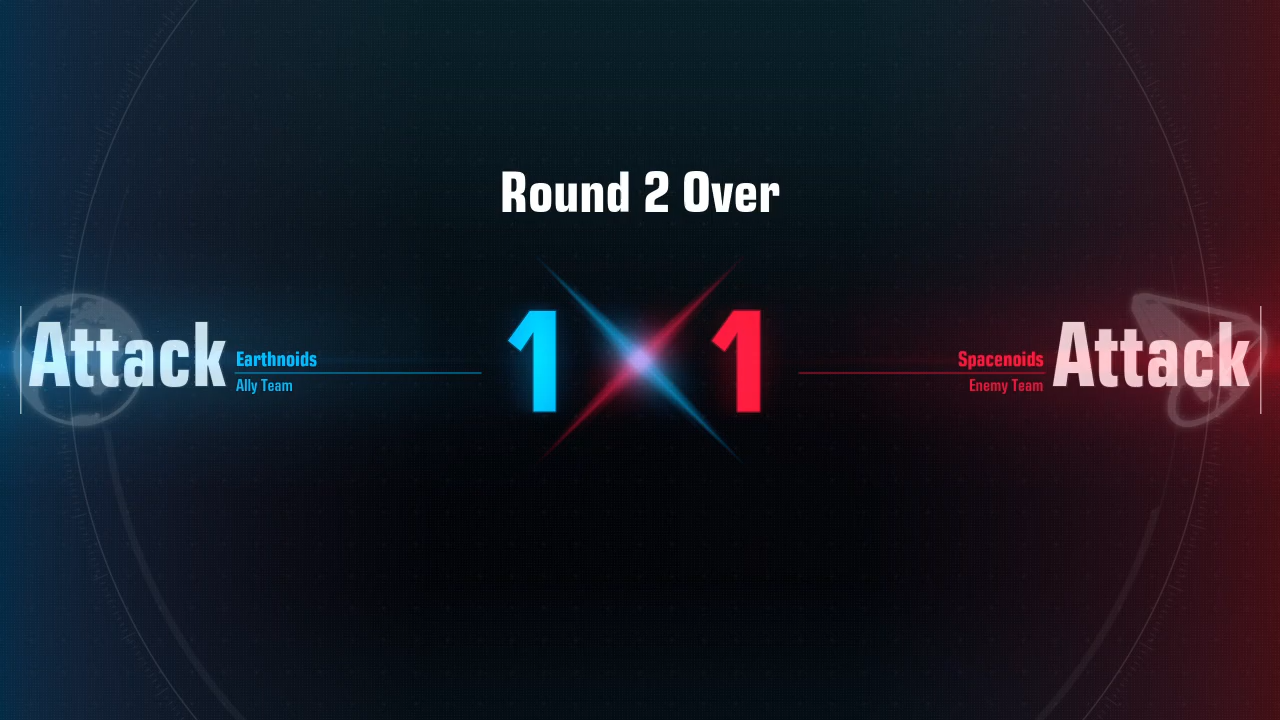 Round 2 Over
1 1
Attack
Earthnoids
Ally Team
Spacenoids
Enemy Team
Attack